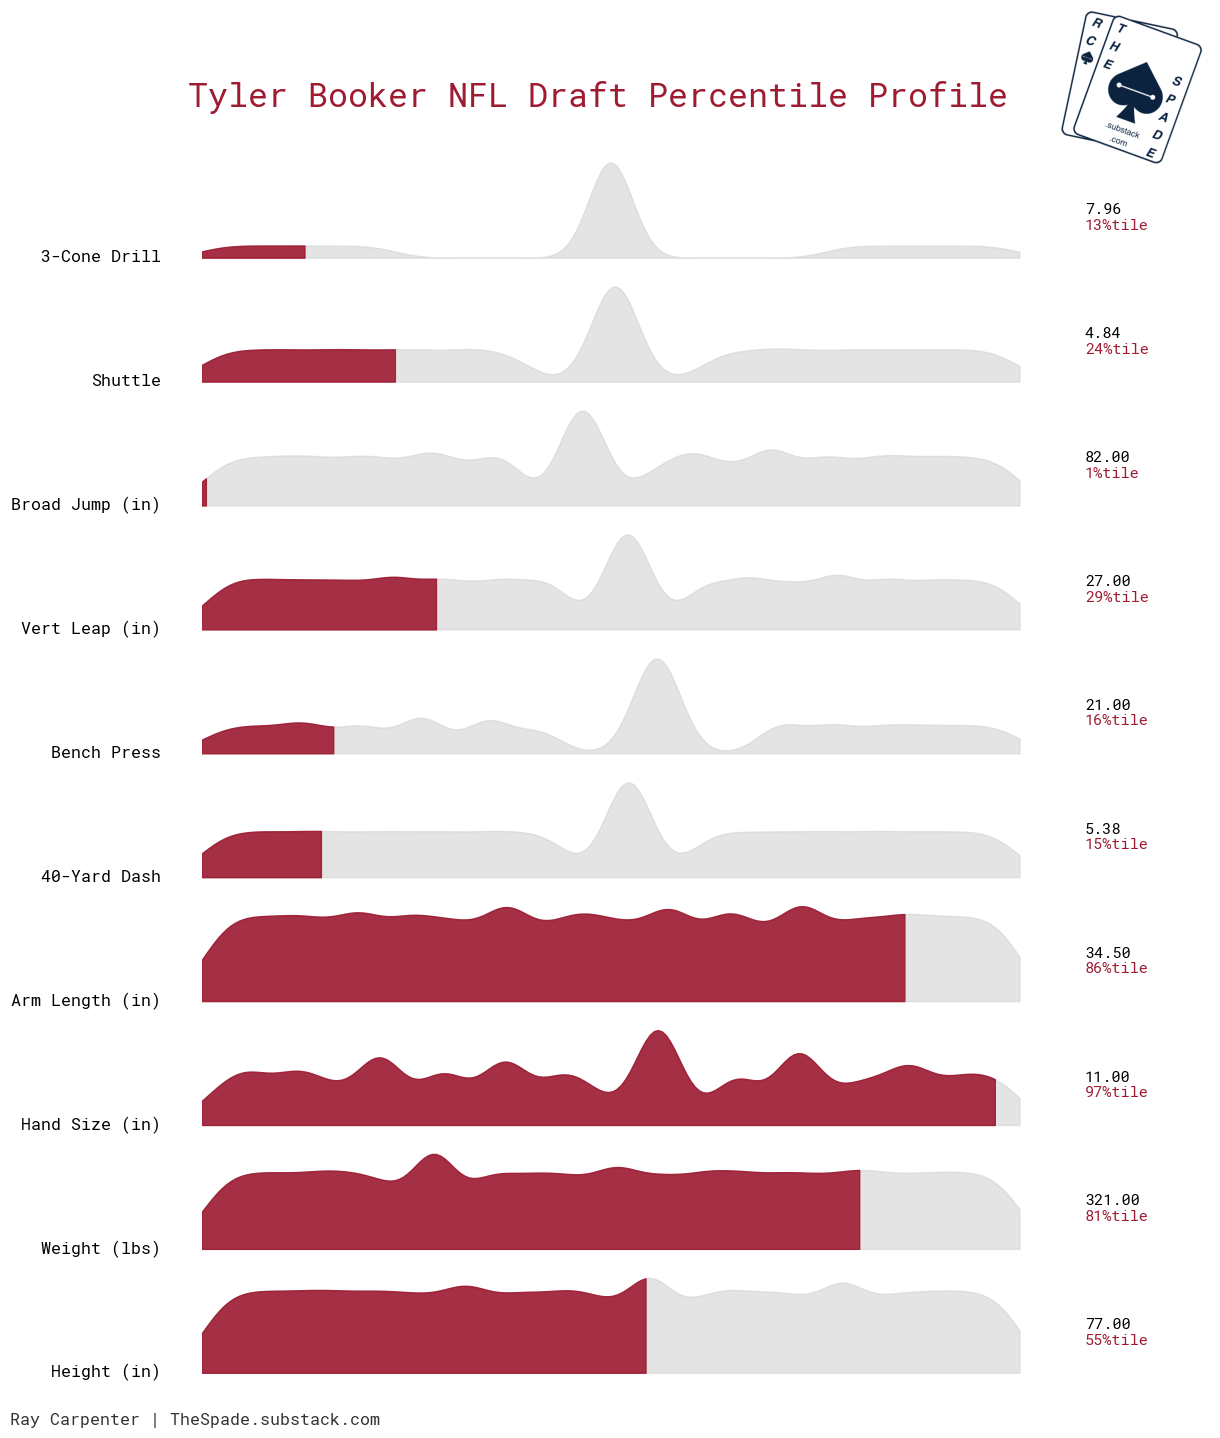 R
C
T
H
E
S
P
A
D
E
.substack
.com
Tyler Booker NFL Draft Percentile Profile
3-Cone Drill
7.96
13%tile
Shuttle
4.84
24%tile
Broad Jump (in)
82.00
1%tile
Vert Leap (in)
27.00
29%tile
Bench Press
21.00
16%tile
40-Yard Dash
5.38
15%tile
Arm Length (in)
34.50
86%tile
Hand Size (in)
11.00
97%tile
Weight (lbs)
321.00
81%tile
Height (in)
77.00
55%tile
Ray Carpenter | TheSpade.substack.com